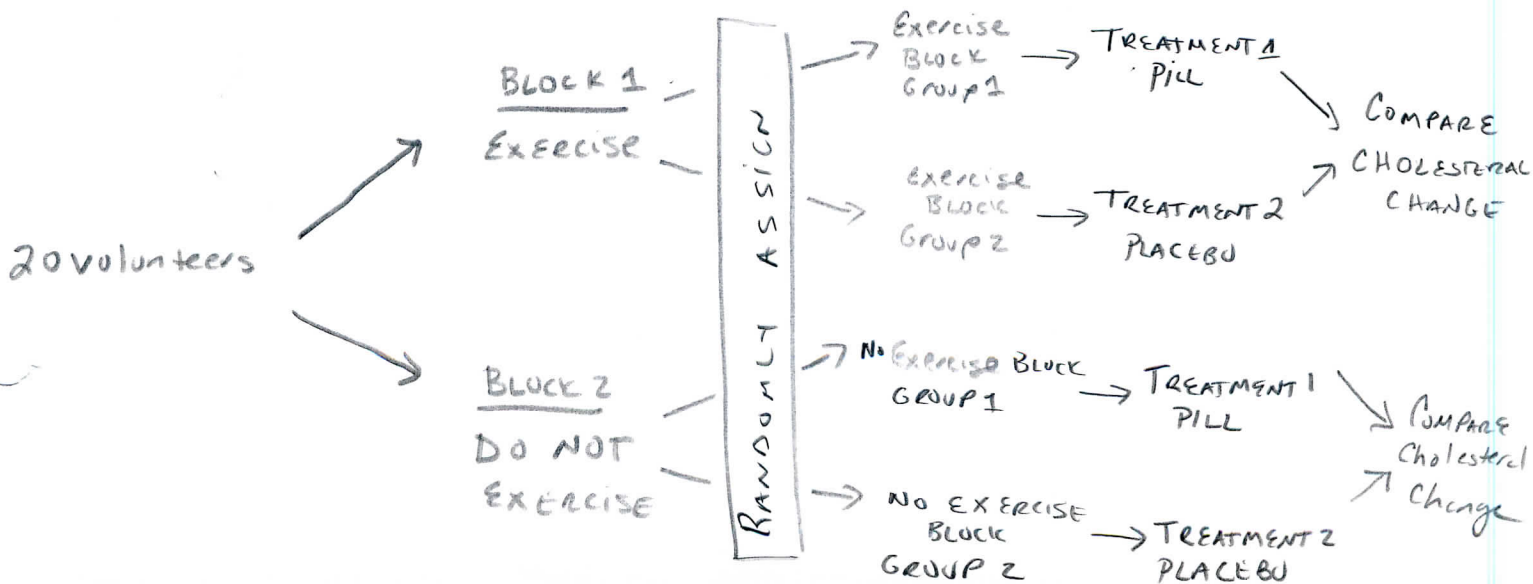 20 volunteers
BLOCK 1
EXERCISE
BLOCK 2
DO NOT
EXERCISE
RANDOMLY ASSIGN
Exercise
BLOCK
Group 1
TREATMENT 1
PILL
exercise
BLOCK
Group 2
TREATMENT 2
PLACEBO
COMPARE
CHOLESTERAL
CHANGE
No Exercise BLOCK
GROUP 1
TREATMENT 1
PILL
NO EXERCISE
BLOCK
GROUP 2
TREATMENT 2
PLACEBO
COMPARE
Cholesterol
Change